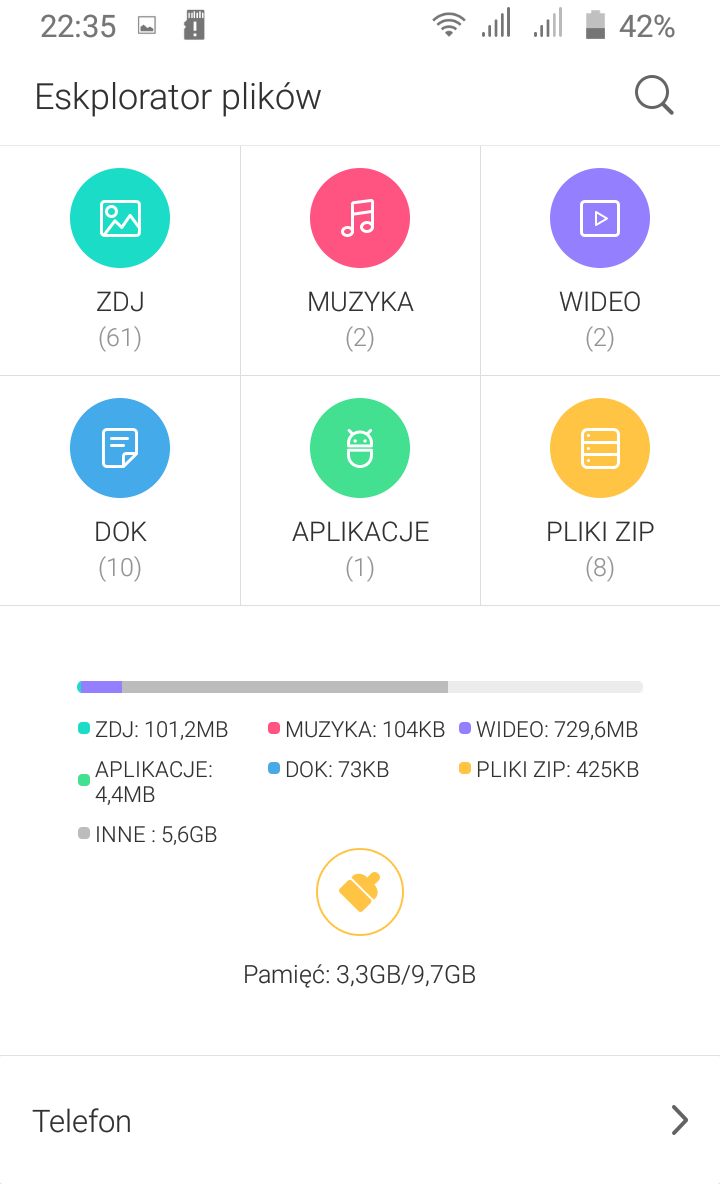 22:35 42%
Eskplorator plików
ZDJ MUZYKA WIDEO
(61) (2) (2)
DOK APLIKACJE PLIKI ZIP
(10) (1) (8)
ZDJ: 101,2MB MUZYKA: 104KB WIDEO: 729,6MB
APLIKACJE: DOK: 73KB PLIKI ZIP: 425KB
4,4MB
INNE : 5,6GB
Pamięć: 3,3GB/9,7GB
Telefon